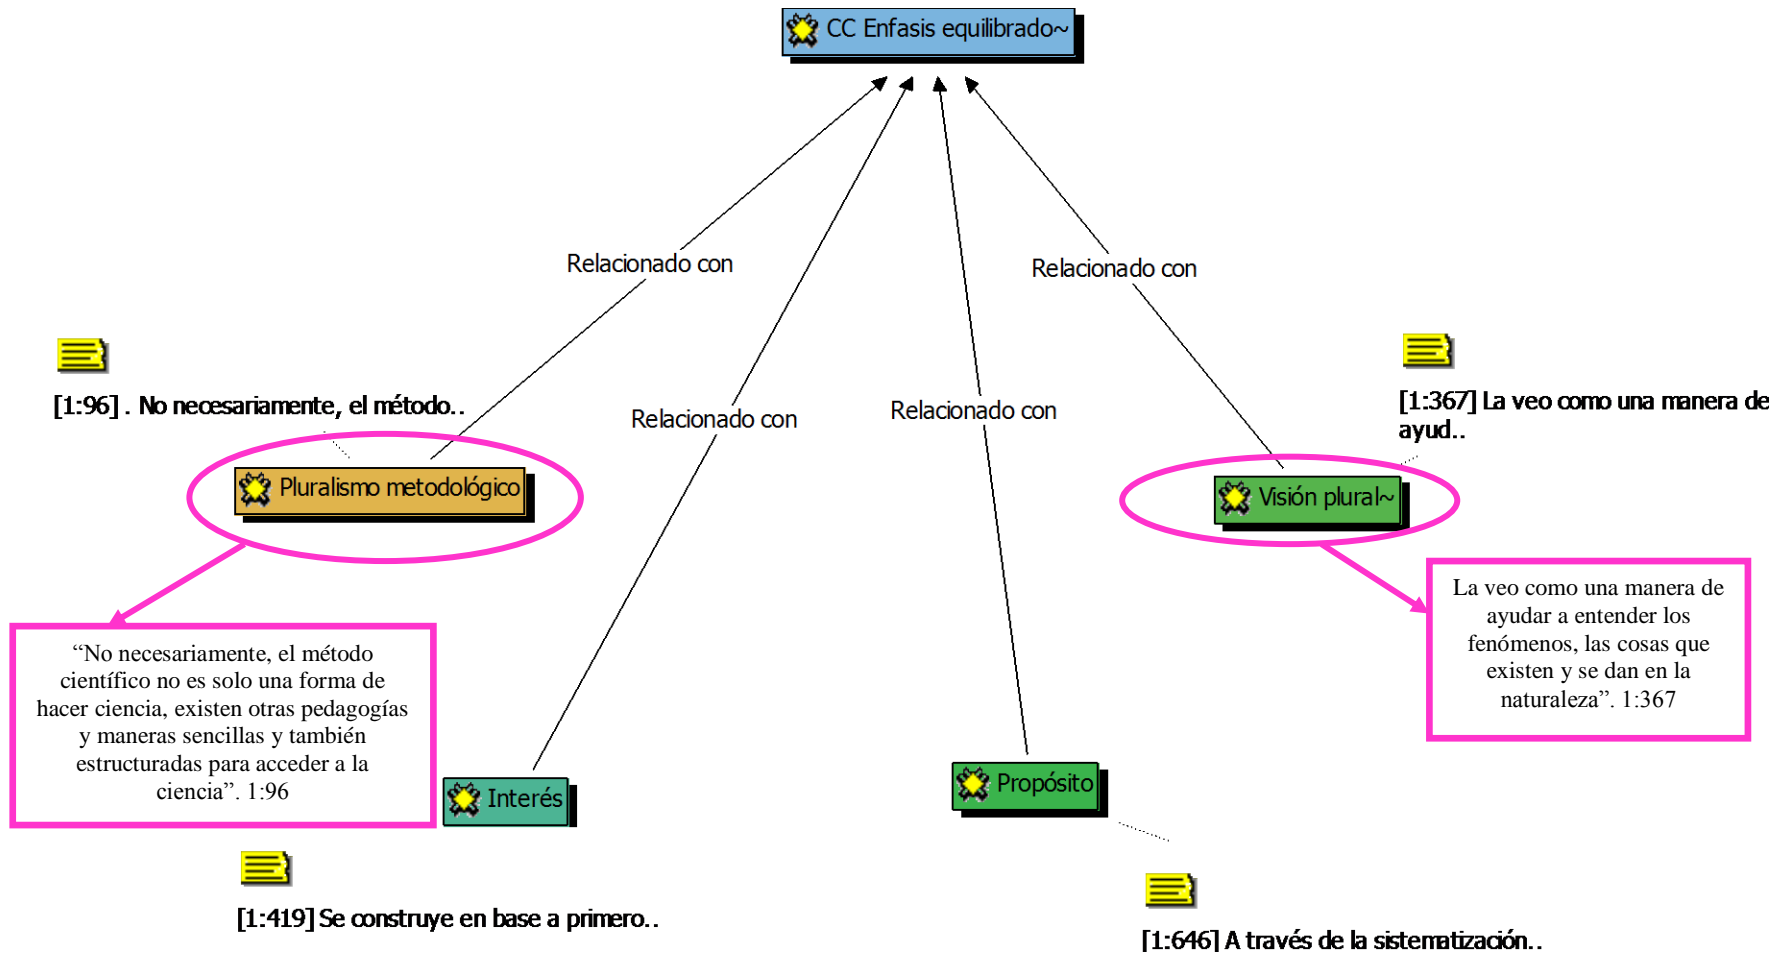 CC Enfasis equilibrado~
Relacionado con
Relacionado con
Relacionado con
Relacionado con
[1:96] . No necesariamente, el método..
[1:367] La veo como una manera de
ayud..
Pluralismo metodológico
Visión plural~
“No necesariamente, el método
científico no es solo una forma de
hacer ciencia, existen otras pedagogías
y maneras sencillas y también
estructuradas para acceder a la
ciencia”. 1:96
La veo como una manera de
ayudar a entender los
fenómenos, las cosas que
existen y se dan en la
naturaleza”. 1:367
Interés
Propósito
[1:419] Se construye en base a primero..
[1:646] A través de la sistematización..